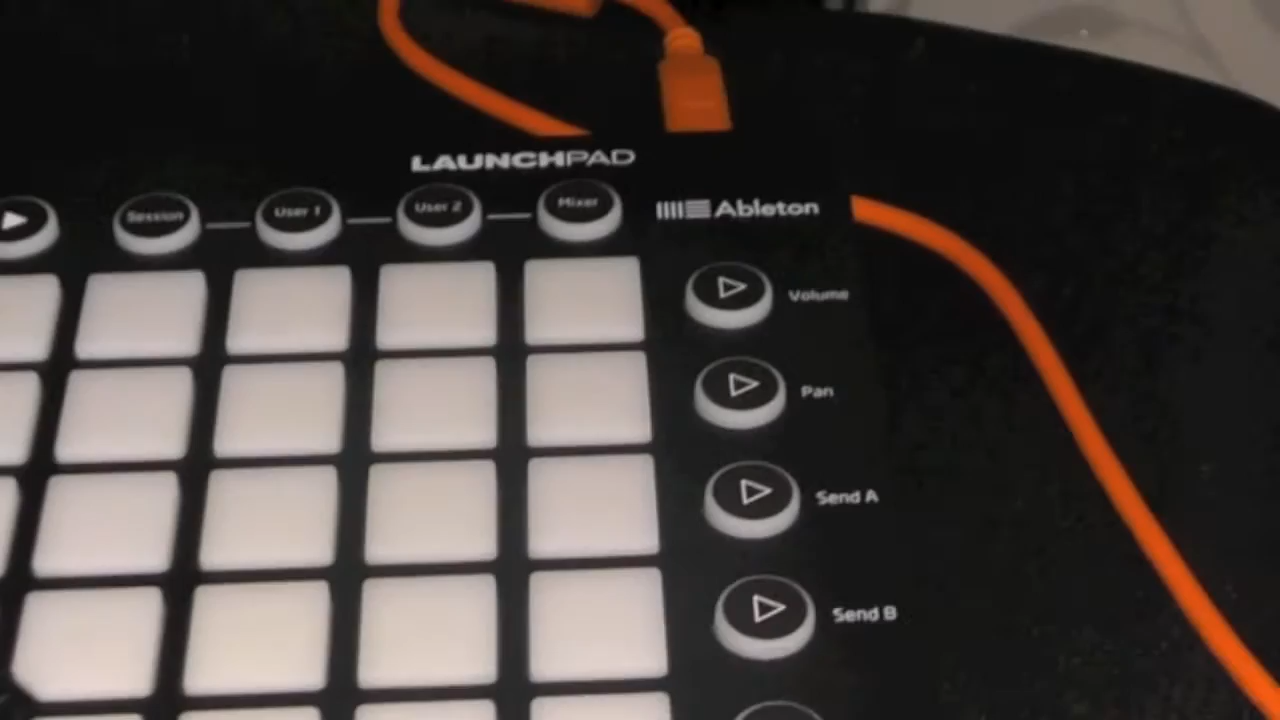 LAUNCHPAD
Session User 1 User 2 Mixer
Ableton
Volume
Pan
Send A
Send B